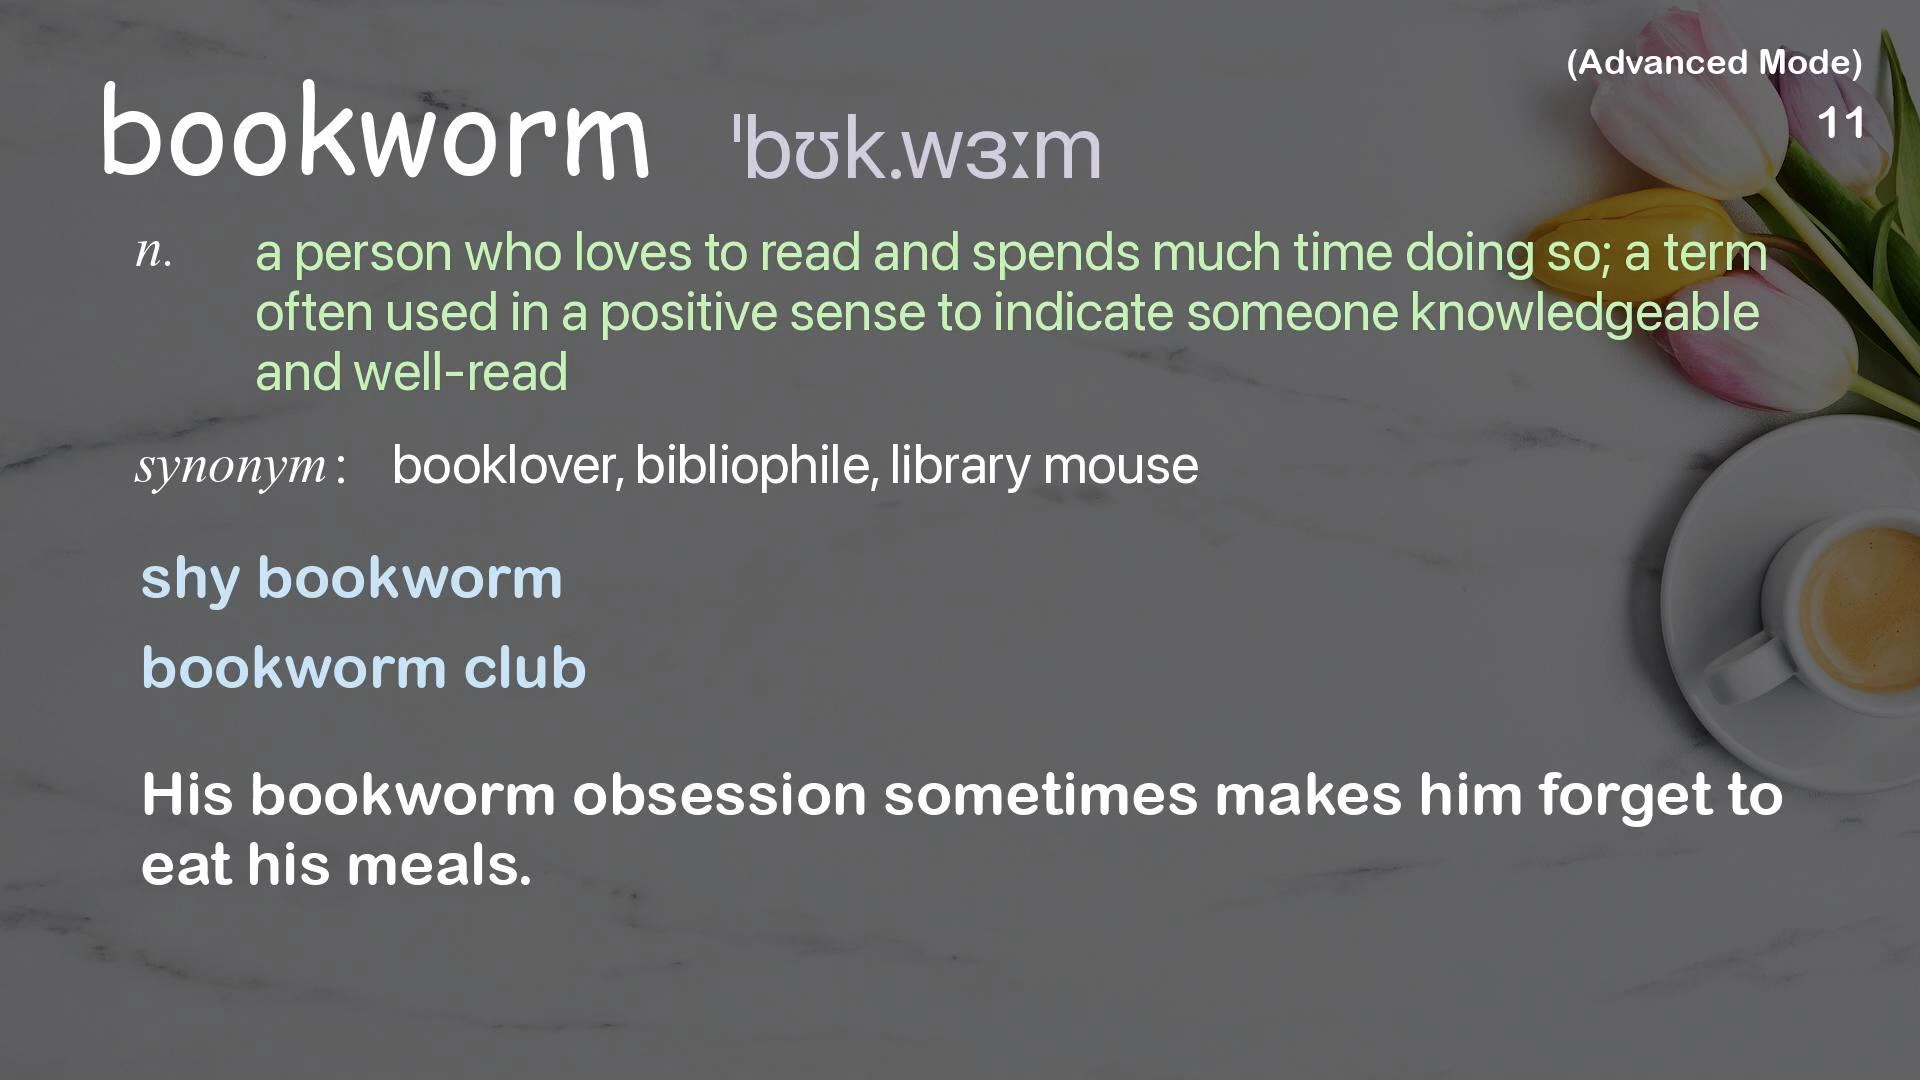 (Advanced Mode)
11
bookworm ˈbʊk.wɜːm
n. a person who loves to read and spends much time doing so; a term
often used in a positive sense to indicate someone knowledgeable
and well-read
synonym: booklover, bibliophile, library mouse
shy bookworm
bookworm club
His bookworm obsession sometimes makes him forget to
eat his meals.